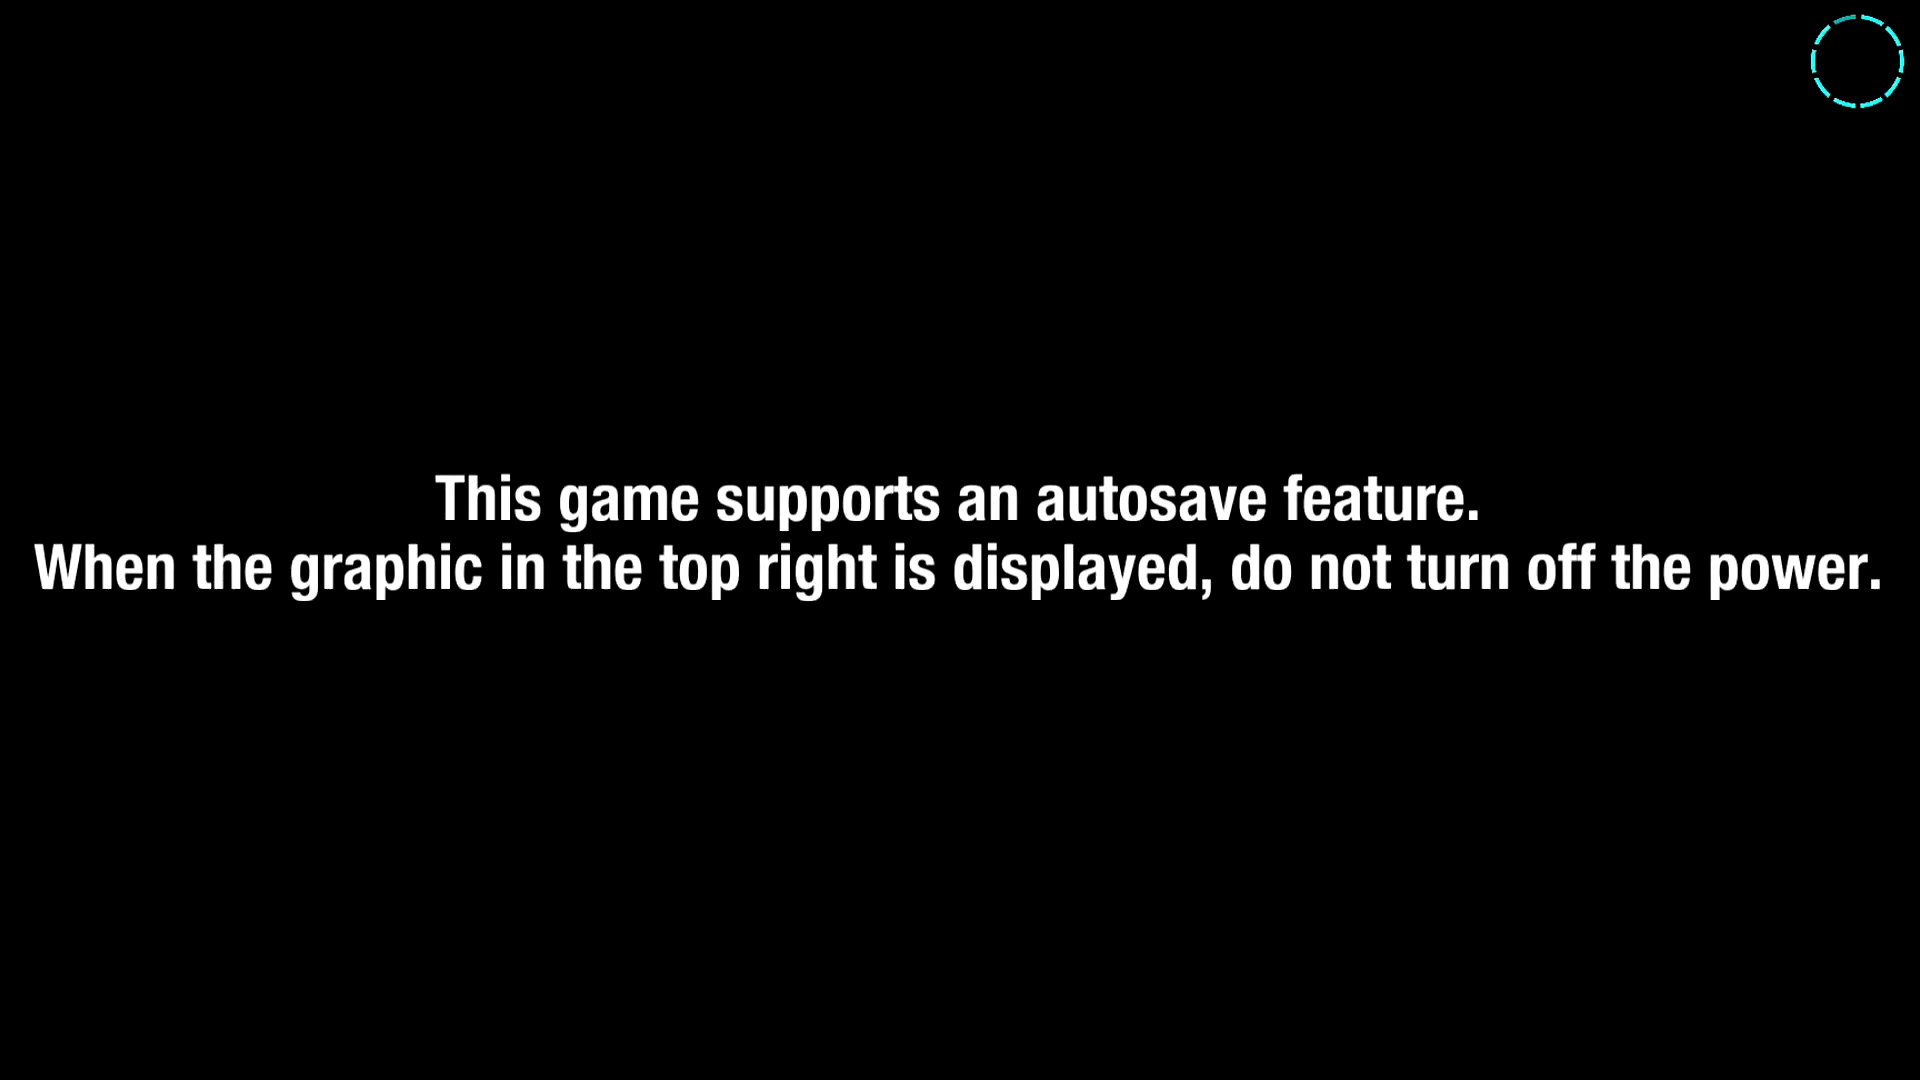 This game supports an autosave feature.
When the graphic in the top right is displayed, do not turn off the power.